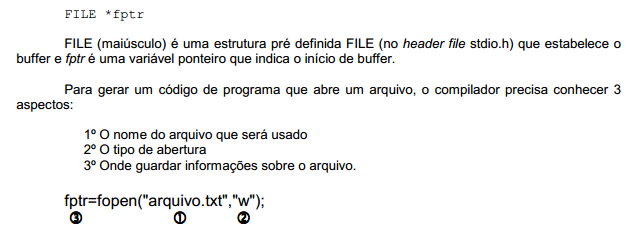 FILE *fptr
FILE (maiúsculo) é uma estrutura pré definida FILE (no header file stdio.h) que estabelece o
buffer e fptr é uma variável ponteiro que indica o início de buffer.
Para gerar um código de programa que abre um arquivo, o compilador precisa conhecer 3
aspectos:
1º O nome do arquivo que será usado
2º O tipo de abertura
3º Onde guardar informações sobre o arquivo.
fptr=fopen("arquivo.txt","w");
③ ① ②